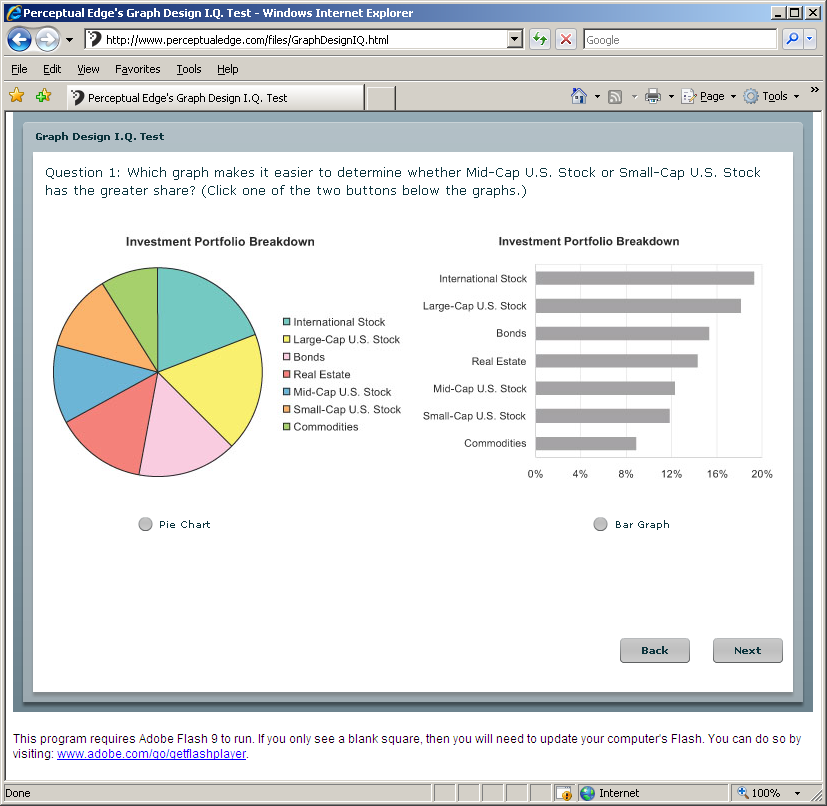 Perceptual Edge's Graph Design I.Q. Test - Windows Internet Explorer
http://www.perceptualedge.com/files/GraphDesignIQ.html
Google
File Edit View Favorites Tools Help
Perceptual Edge's Graph Design I.Q. Test
Page Tools
Graph Design I.Q. Test
Question 1: Which graph makes it easier to determine whether Mid-Cap U.S. Stock or Small-Cap U.S. Stock
has the greater share? (Click one of the two buttons below the graphs.)
Investment Portfolio Breakdown
International Stock
Large-Cap U.S. Stock
Bonds
Real Estate
Mid-Cap U.S. Stock
Small-Cap U.S. Stock
Commodities
Pie Chart
Investment Portfolio Breakdown
International Stock
Large-Cap U.S. Stock
Bonds
Real Estate
Mid-Cap U.S. Stock
Small-Cap U.S. Stock
Commodities
0% 4% 8% 12% 16% 20%
Bar Graph
Back Next
This program requires Adobe Flash 9 to run. If you only see a blank square, then you will need to update your computer's Flash. You can do so by
visiting: www.adobe.com/go/getflashplayer.
Done Internet 100%